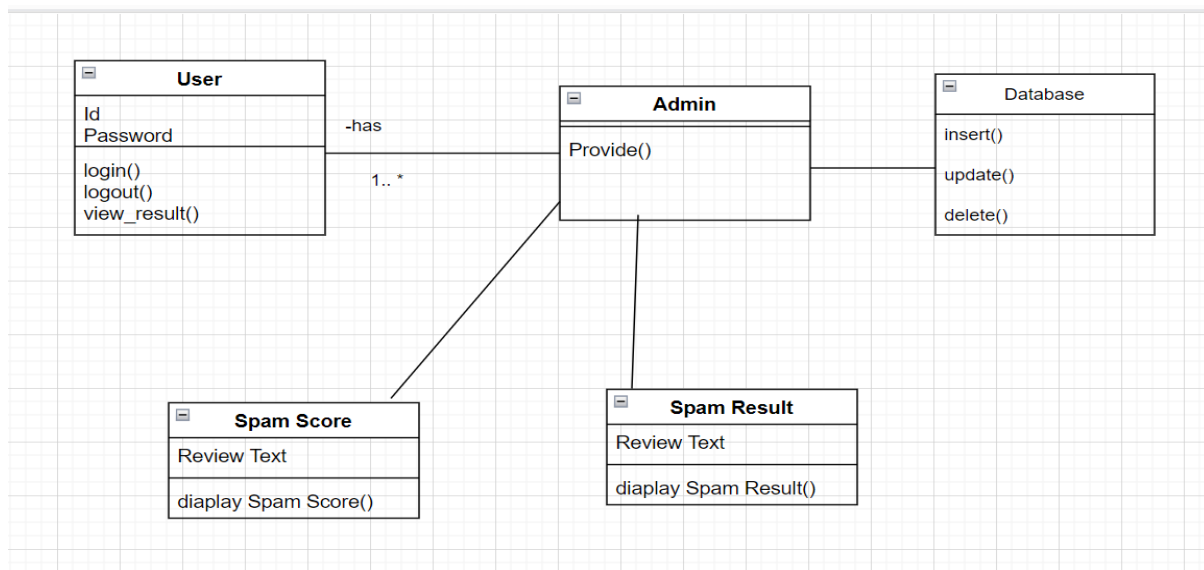 User
Id
Password
login()
logout()
view_result()
-has
1.. *
Admin
Provide()
Database
insert()
update()
delete()
Spam Score
Review Text
diaplay Spam Score()
Spam Result
Review Text
diaplay Spam Result()